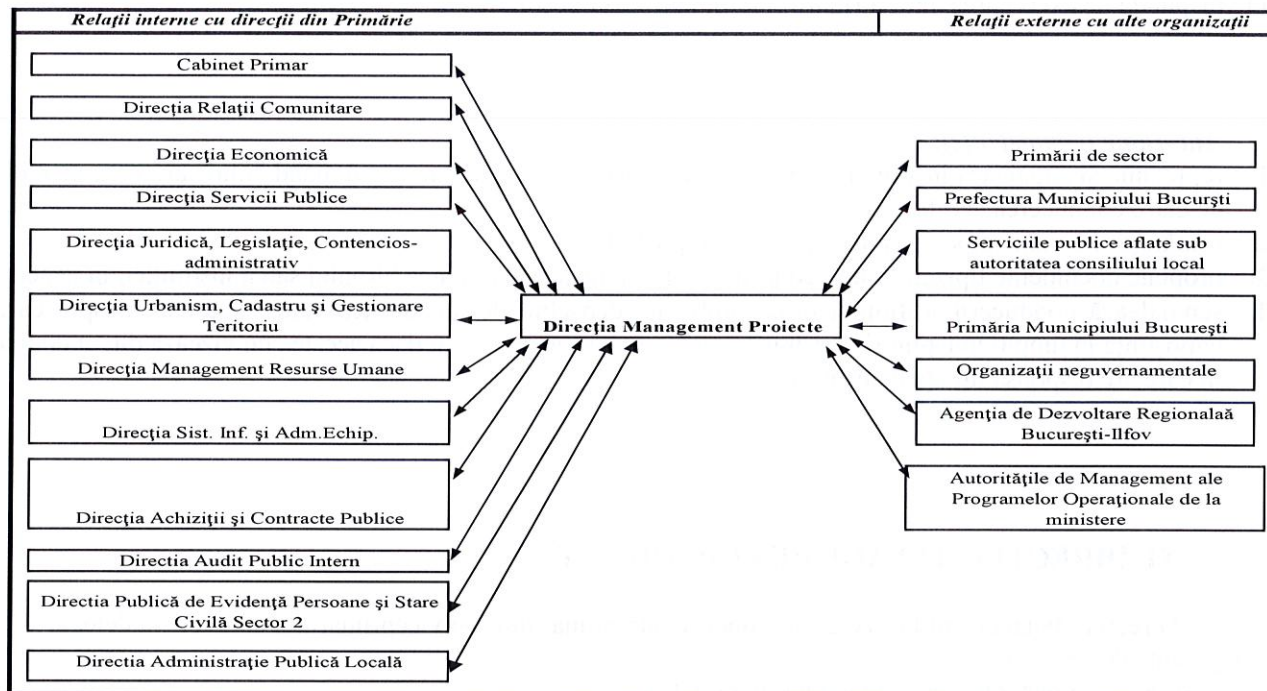 Relaţii interne cu direcţii din Primărie
Relaţii externe cu alte organizaţii
Cabinet Primar
Direcţia Relaţii Comunitare
Direcţia Economică
Direcţia Servicii Publice
Direcţia Juridică, Legislaţie, Contencios-
administrativ
Direcţia Urbanism, Cadastru şi Gestionare
Teritoriu
Direcţia Management Resurse Umane
Direcţia Sist. Inf. şi Adm.Echip.
Direcţia Achiziţii şi Contracte Publice
Directia Audit Public Intern
Directia Publică de Evidenţă Persoane şi Stare
Civilă Sector 2
Directia Administraţie Publică Locală
Direcţia Management Proiecte
Primării de sector
Prefectura Municipiului Bucurşti
Serviciile publice aflate sub
autoritatea consiliului local
Primăria Municipiului Bucureşti
Organizaţii neguvernamentale
Agenţia de Dezvoltare Regionalaă
Bucureşti-Ilfov
Autorităţile de Management ale
Programelor Operaţionale de la
ministere